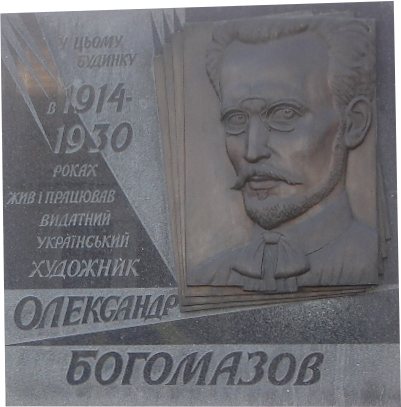 У ЦЬОМУ
БУДИНКУ
В 1914-
1930
РОКАХ
ЖИВ І ПРАЦЮВАВ
ВИДАТНИЙ
УКРАЇНСЬКИЙ
ХУДОЖНИК
ОЛЕКСАНДР
БОГОМАЗОВ